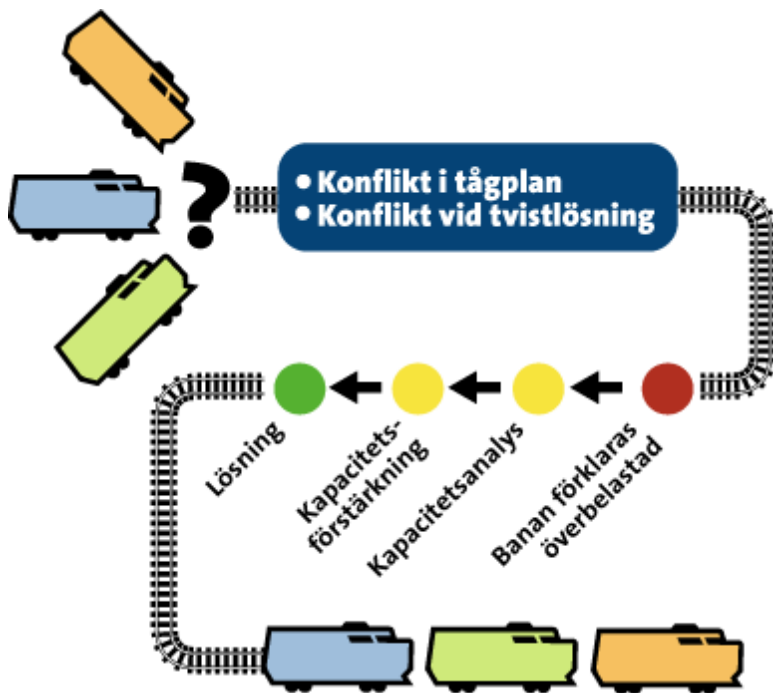 ?
• Konflikt i tågplan
• Konflikt vid tvistlösning
Lösning
Kapacitets-
förstärkning
Kapacitetsanalys
Banan förklaras
överbelastad